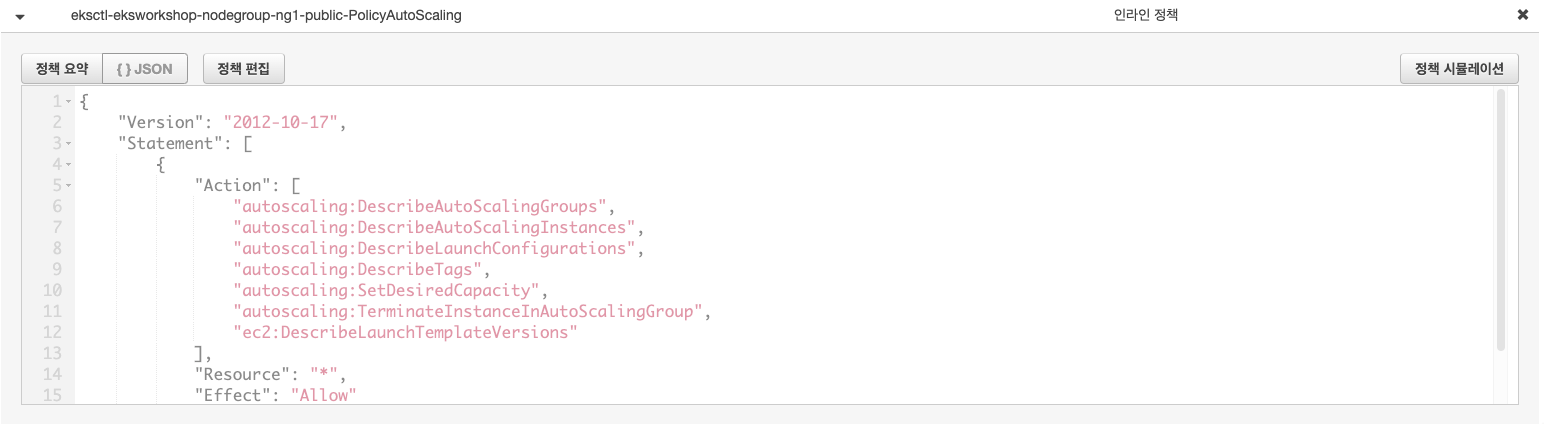 eksctl-eksworkshop-nodegroup-ng1-public-PolicyAutoScaling 인라인 정책
정책 요약 { } JSON 정책 편집 정책 시뮬레이션
1 {
2 "Version": "2012-10-17",
3 "Statement": [
4 {
5 "Action": [
6 "autoscaling:DescribeAutoScalingGroups",
7 "autoscaling:DescribeAutoScalingInstances",
8 "autoscaling:DescribeLaunchConfigurations",
9 "autoscaling:DescribeTags",
10 "autoscaling:SetDesiredCapacity",
11 "autoscaling:TerminateInstanceInAutoScalingGroup",
12 "ec2:DescribeLaunchTemplateVersions"
13 ],
14 "Resource": "*",
15 "Effect": "Allow"